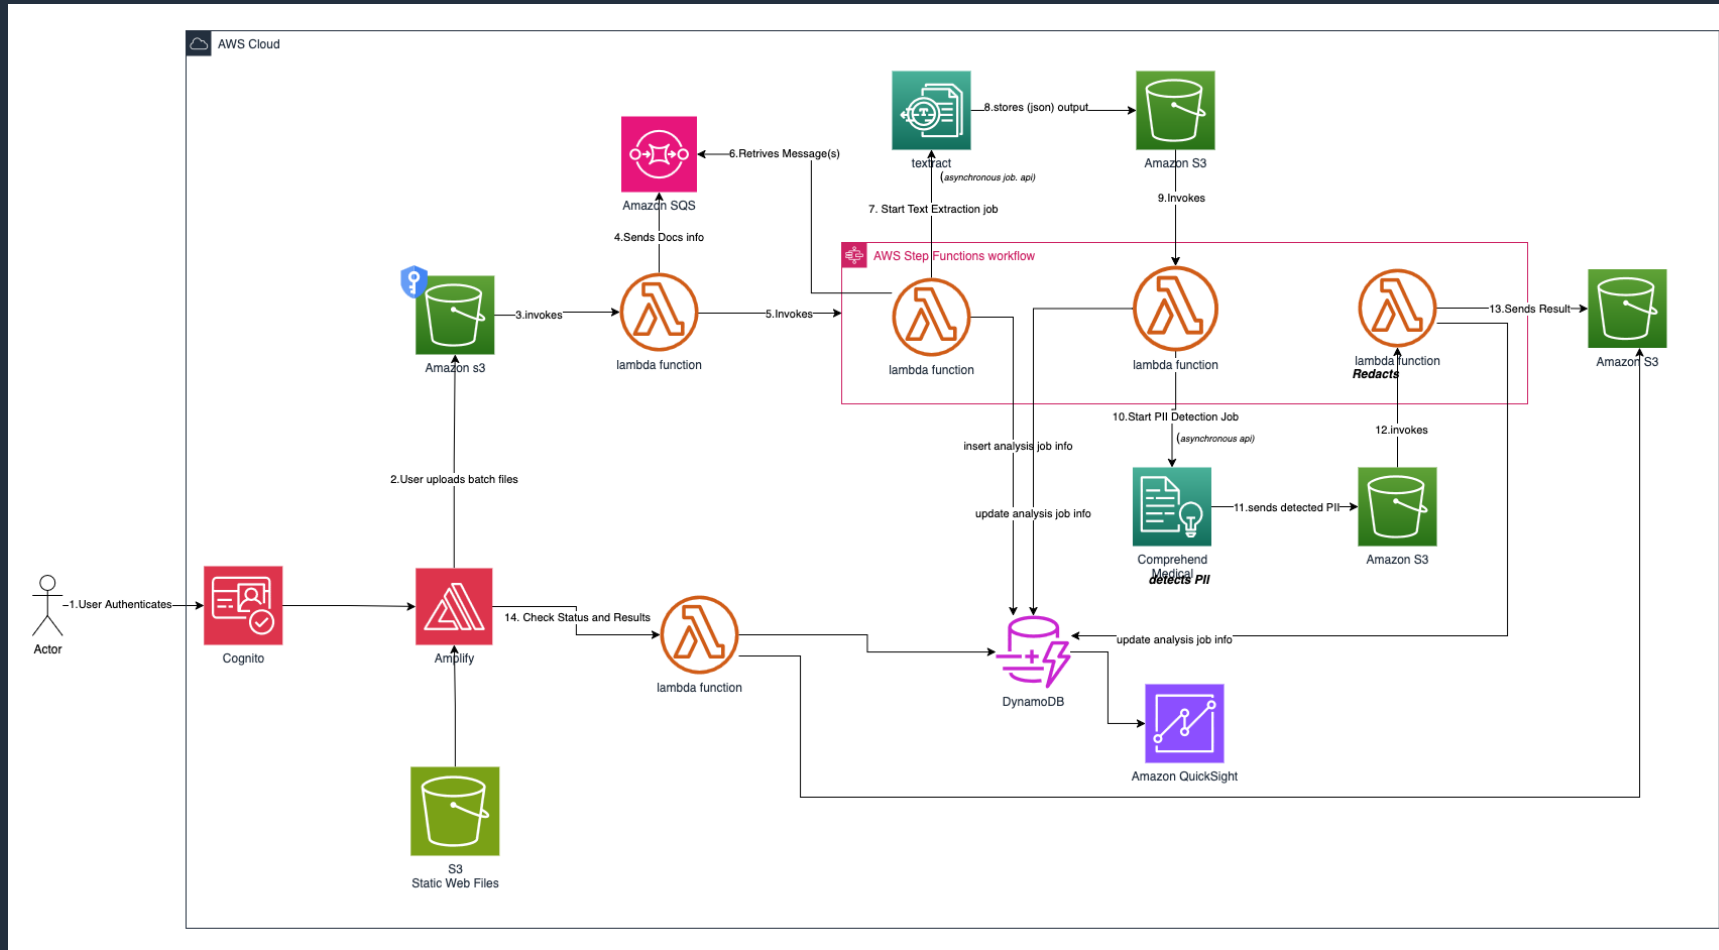 AWS Cloud
textract
(asynchronous job. api)
8.stores (json) output
Amazon S3
6.Retrives Message(s)
Amazon SQS
4.Sends Docs info
7. Start Text Extraction job
9.Invokes
AWS Step Functions workflow
3.invokes
5.Invokes
13.Sends Result
Amazon s3
lambda function
lambda function
lambda function
lambda function
Redacts
Amazon S3
10.Start PII Detection Job
(asynchronous api)
12.invokes
insert analysis job info
2.User uploads batch files
update analysis job info
11.sends detected PII
Comprehend
Medical
detects PII
Amazon S3
1.User Authenticates
Actor
Cognito
Amplify
14. Check Status and Results
lambda function
update analysis job info
DynamoDB
Amazon QuickSight
S3
Static Web Files